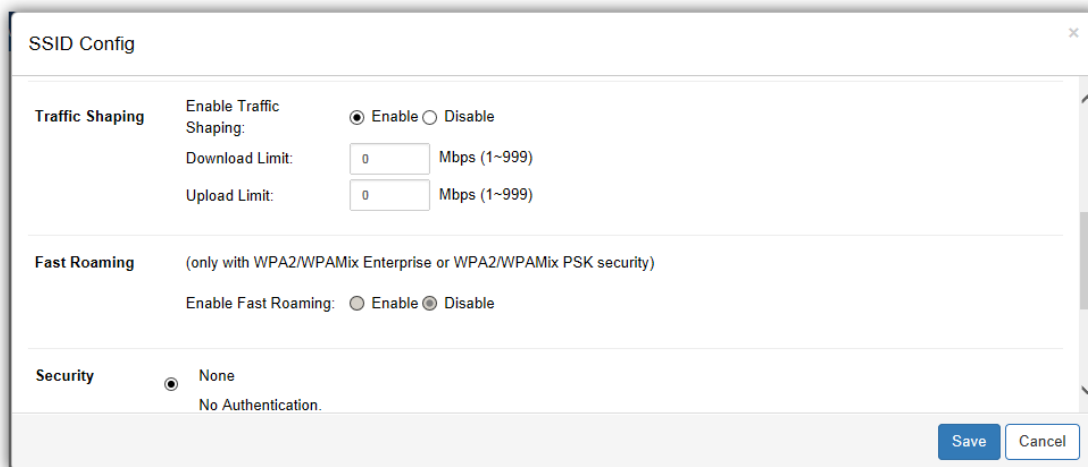 SSID Config
×
Traffic Shaping
Enable Traffic
Shaping:
Enable Disable
Download Limit: 0 Mbps (1~999)
Upload Limit: 0 Mbps (1~999)
Fast Roaming (only with WPA2/WPAMix Enterprise or WPA2/WPAMix PSK security)
Enable Fast Roaming: Enable Disable
Security None
No Authentication.
Save Cancel